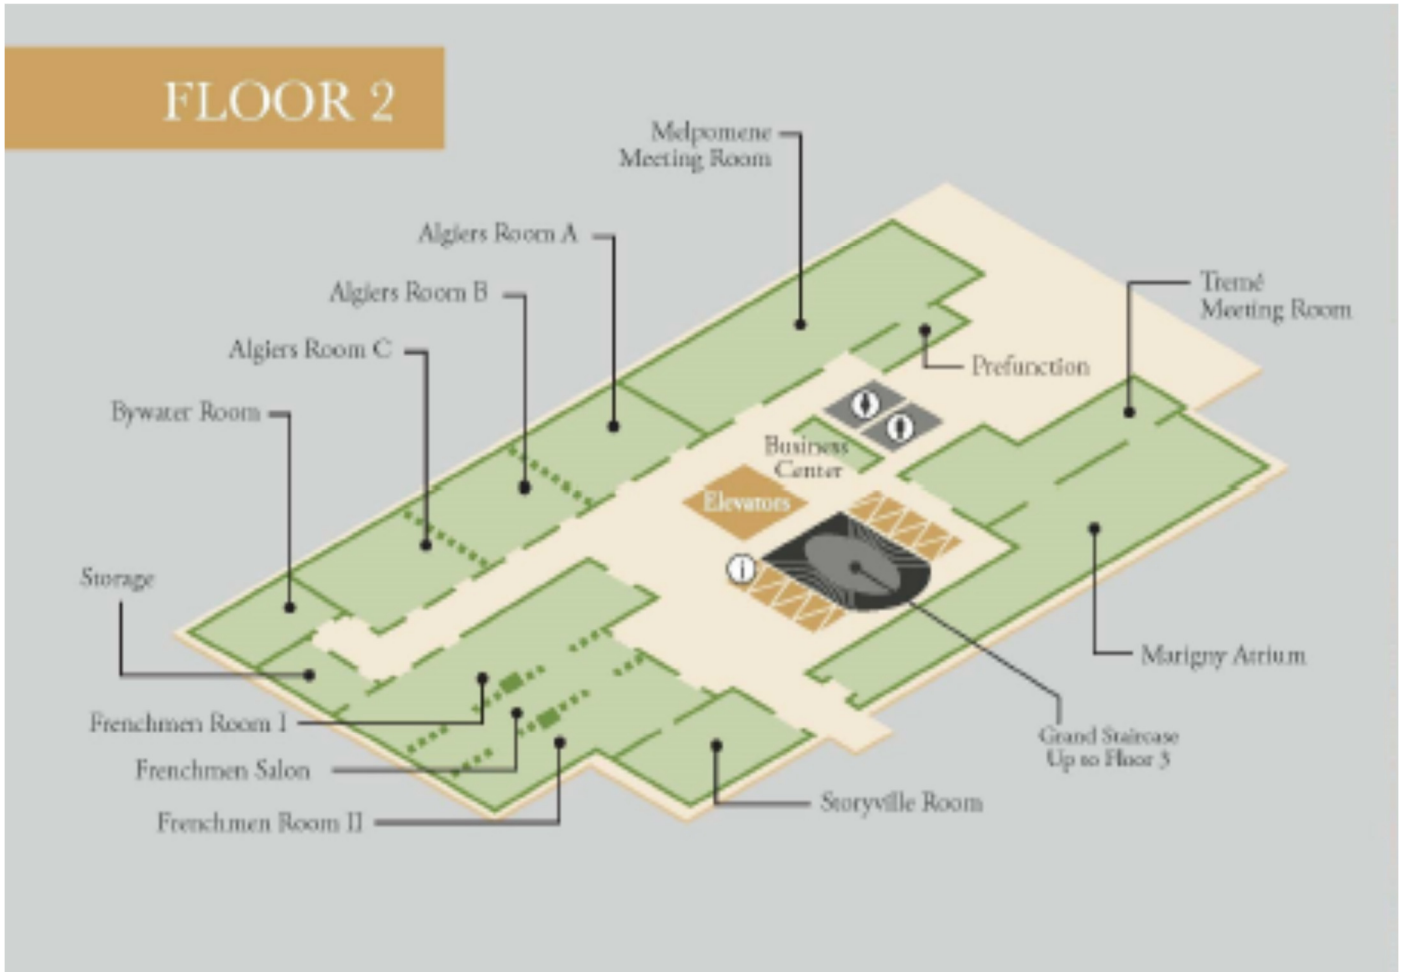 FLOOR 2
Melpomene
Meeting Room
Algiers Room A
Algiers Room B
Algiers Room C
Bywater Room
Tremé
Meeting Room
Prefunction
Business
Center
Elevators
i
Storage
Frenchmen Room I
Frenchmen Salon
Frenchmen Room II
Storyville Room
Marigny Atrium
Grand Staircase
Up to Floor 3